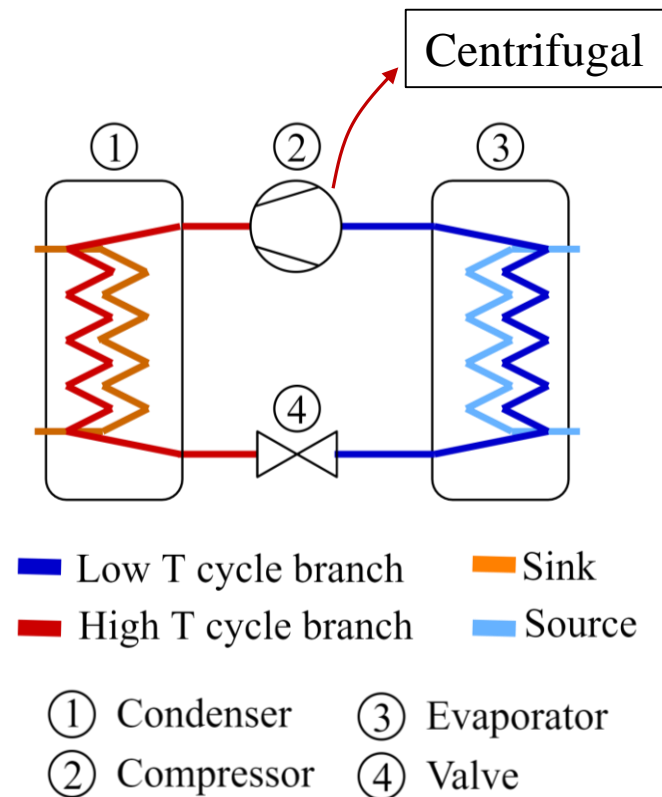 Centrifugal
1 2 3
4
Low T cycle branch Sink
High T cycle branch Source
1 Condenser 3 Evaporator
2 Compressor 4 Valve